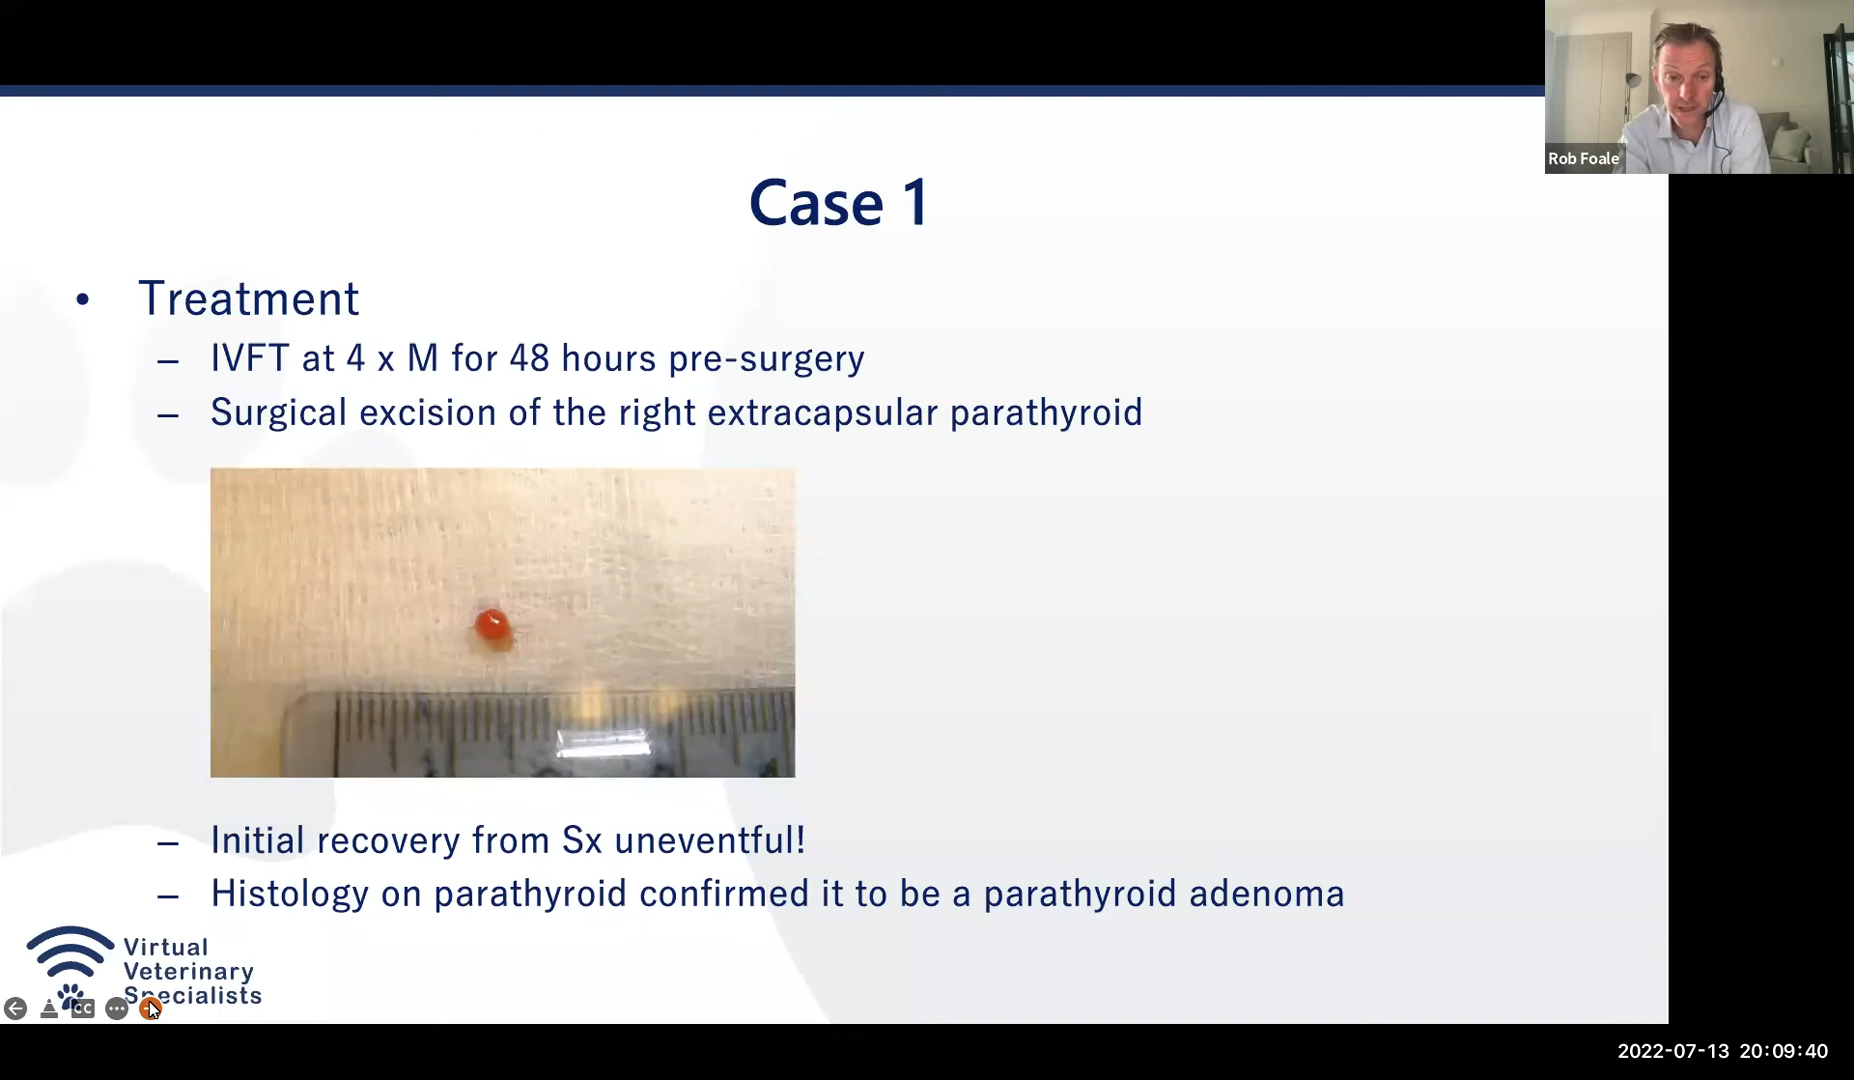 Rob Foale
Case 1
• Treatment
– IVFT at 4 x M for 48 hours pre-surgery
– Surgical excision of the right extracapsular parathyroid
– Initial recovery from Sx uneventful!
– Histology on parathyroid confirmed it to be a parathyroid adenoma
Virtual
Veterinary
Specialists
CC
2022-07-13 20:09:40